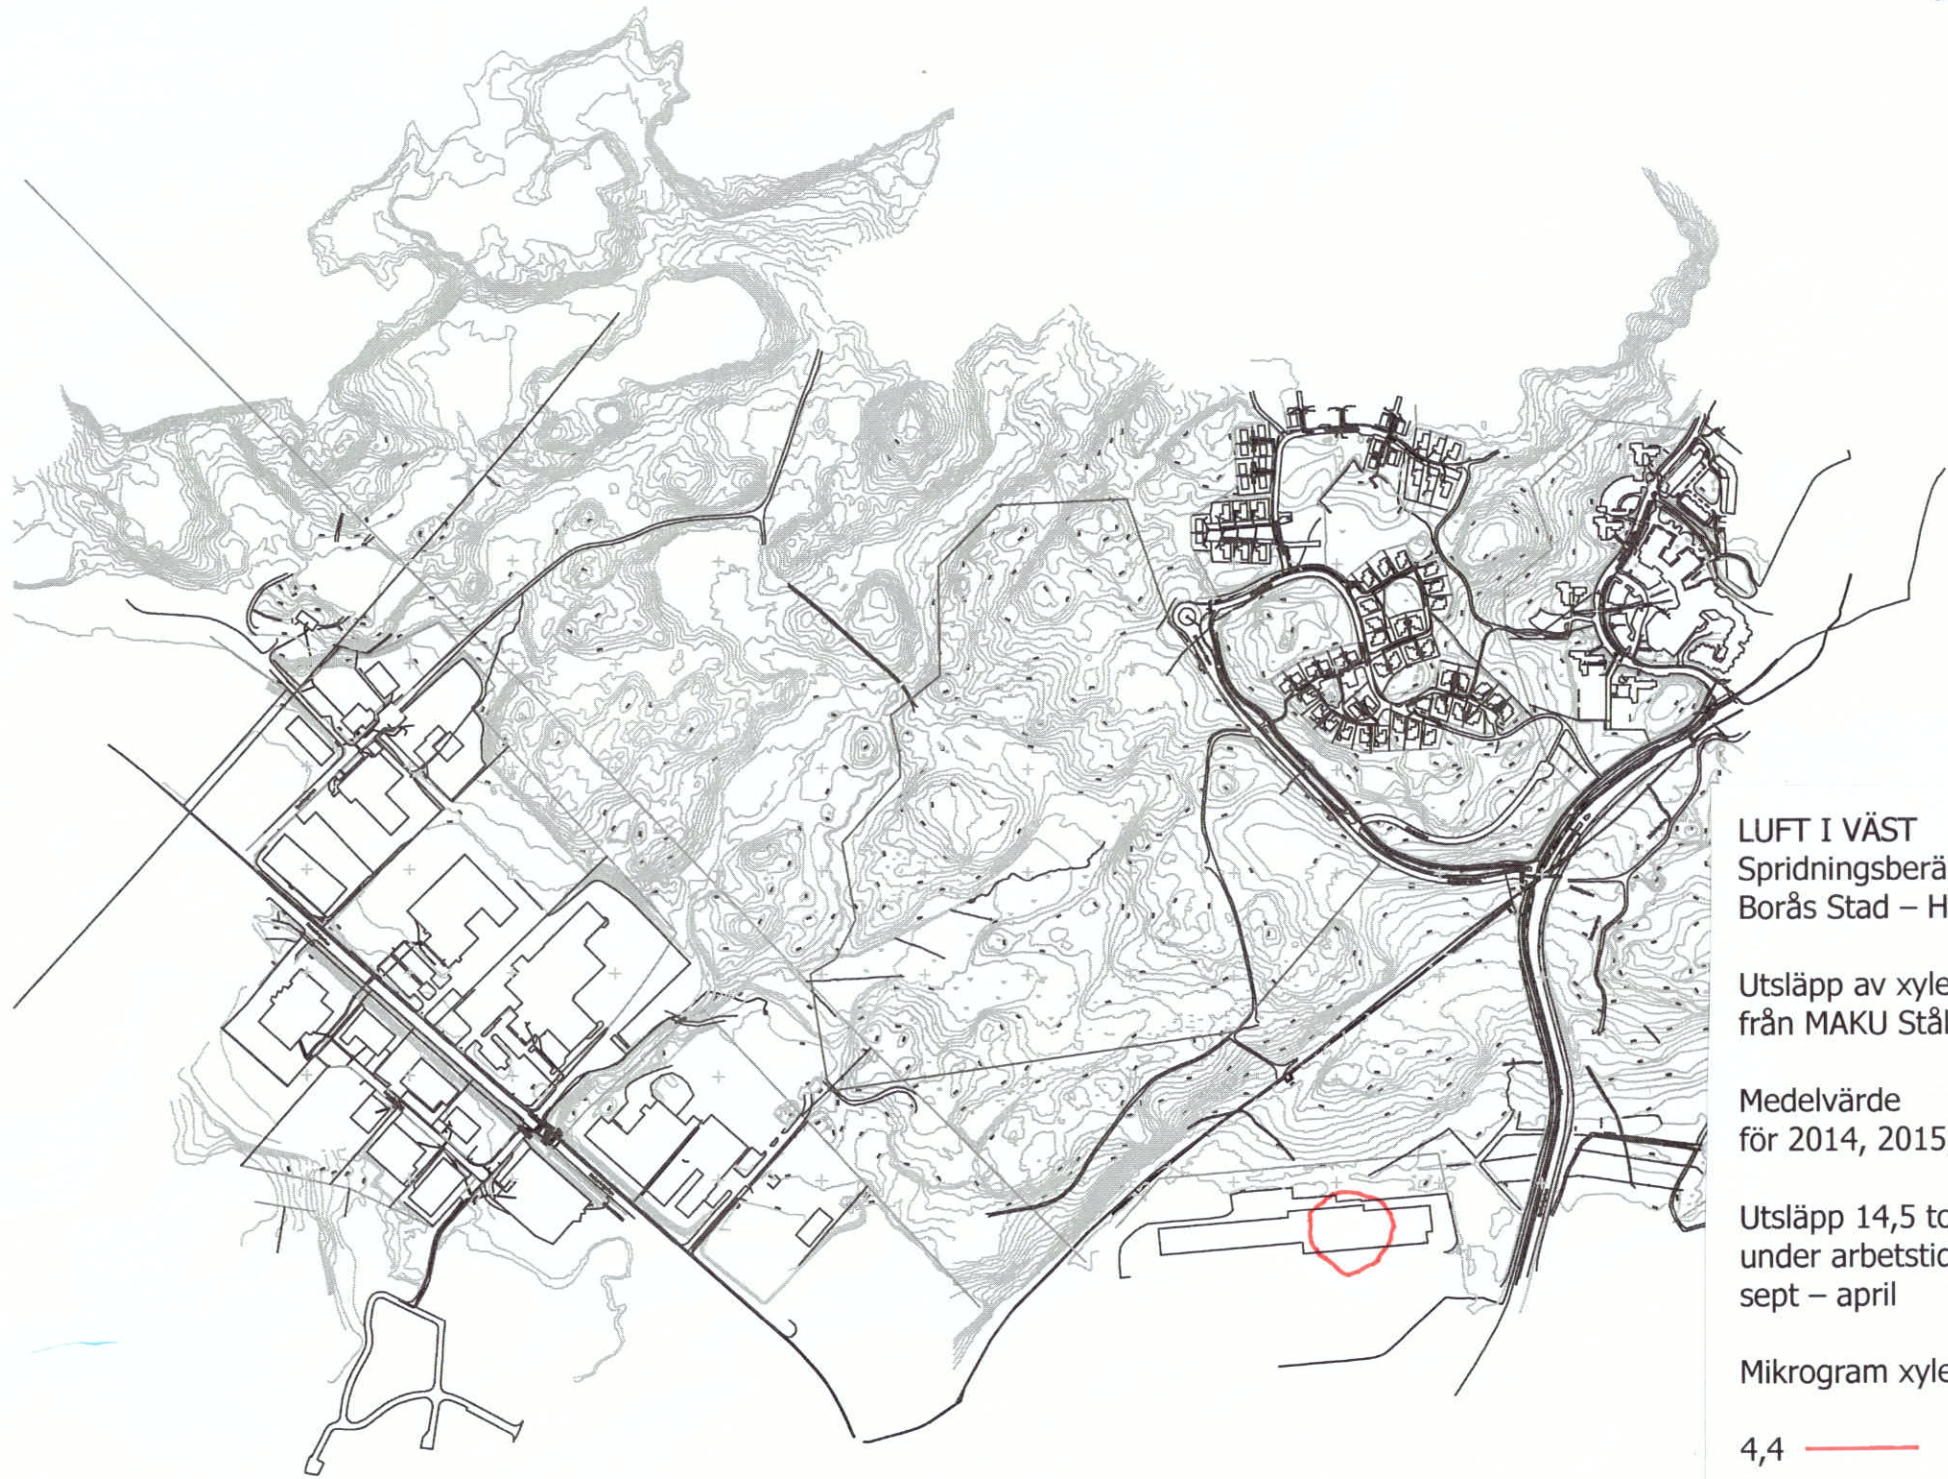 LUFT I VÄST
Spridningsberä
Borås Stad – H
Utsläpp av xyle
från MAKU Stål
Medelvärde
för 2014, 2015,
Utsläpp 14,5 to
under arbetstid
sept – april
Mikrogram xyle
4,4